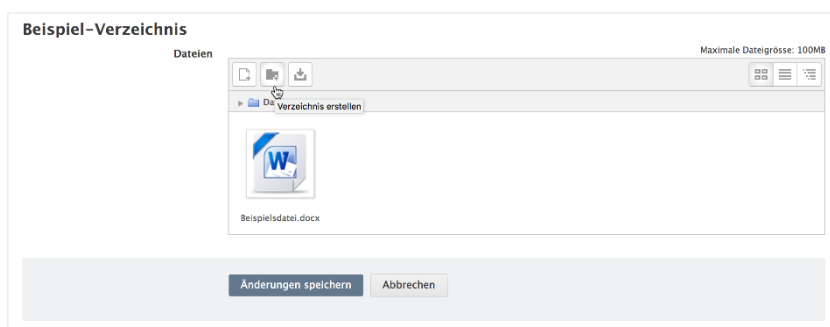 Beispiel-Verzeichnis
Dateien
Maximale Dateigrösse: 100MB
Verzeichnis erstellen
W
Beispielsdatei.docx
Änderungen speichern
Abbrechen